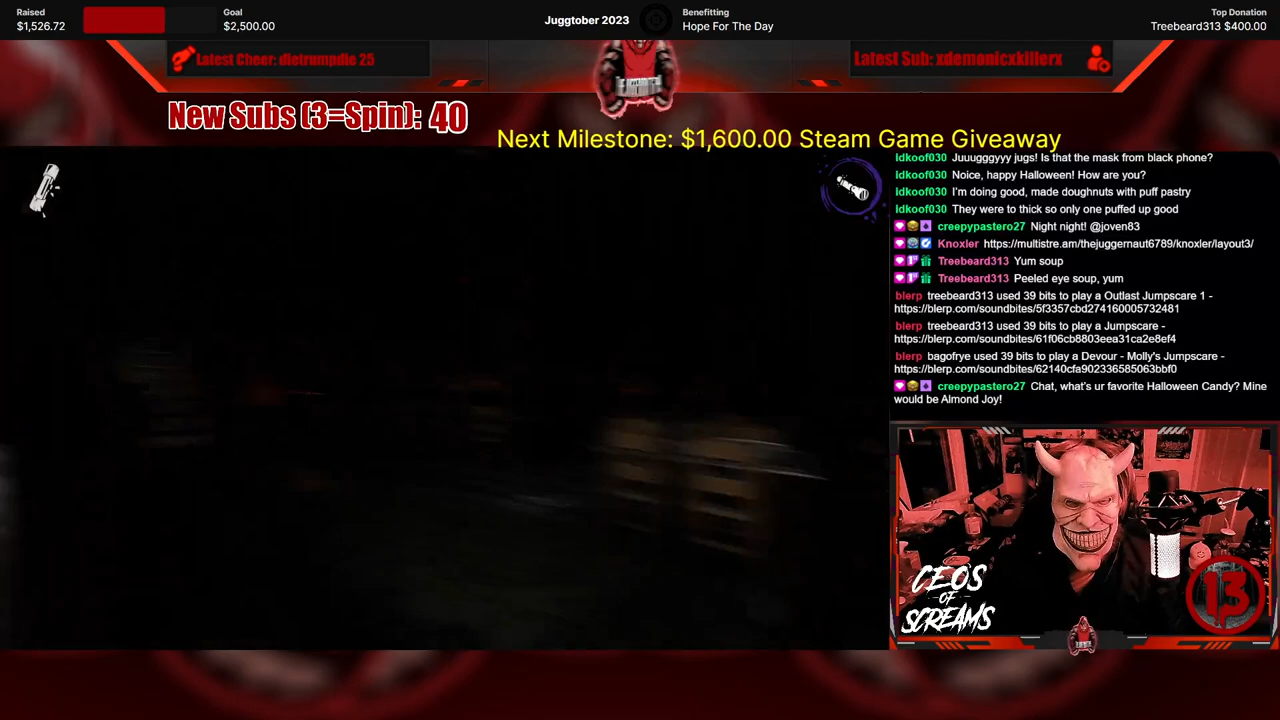 Raised
$1,526.72
Goal
$2,500.00
Juggtober 2023
Benefitting
Hope For The Day
Top Donation
Treebeard313 $400.00
Latest Cheer: dietrumpdie 25
Latest Sub: xdemonicxkillerx
New Subs (3=Spin): 40
Next Milestone: $1,600.00 Steam Game Giveaway
ldkoof030 Juuugggyyy jugs! Is that the mask from black phone?
ldkoof030 Noice, happy Halloween! How are you?
ldkoof030 I'm doing good, made doughnuts with puff pastry
ldkoof030 They were to thick so only one puffed up good
creepypastero27 Night night! @joven83
Knoxler https://multistre.am/thejuggernaut6789/knoxler/layout3/
Treebeard313 Yum soup
Treebeard313 Peeled eye soup, yum
blerp treebeard313 used 39 bits to play a Outlast Jumpscare 1 -
https://blerp.com/soundbites/5f3357cbd274160005732481
blerp treebeard313 used 39 bits to play a Jumpscare -
https://blerp.com/soundbites/61f06cb8803eea31ca2e8ef4
blerp bagofrye used 39 bits to play a Devour - Molly's Jumpscare -
https://blerp.com/soundbites/62140cfa902336585063bbf0
creepypastero27 Chat, what's ur favorite Halloween Candy? Mine
would be Almond Joy!
CEOS
OF
SCREAMS
13